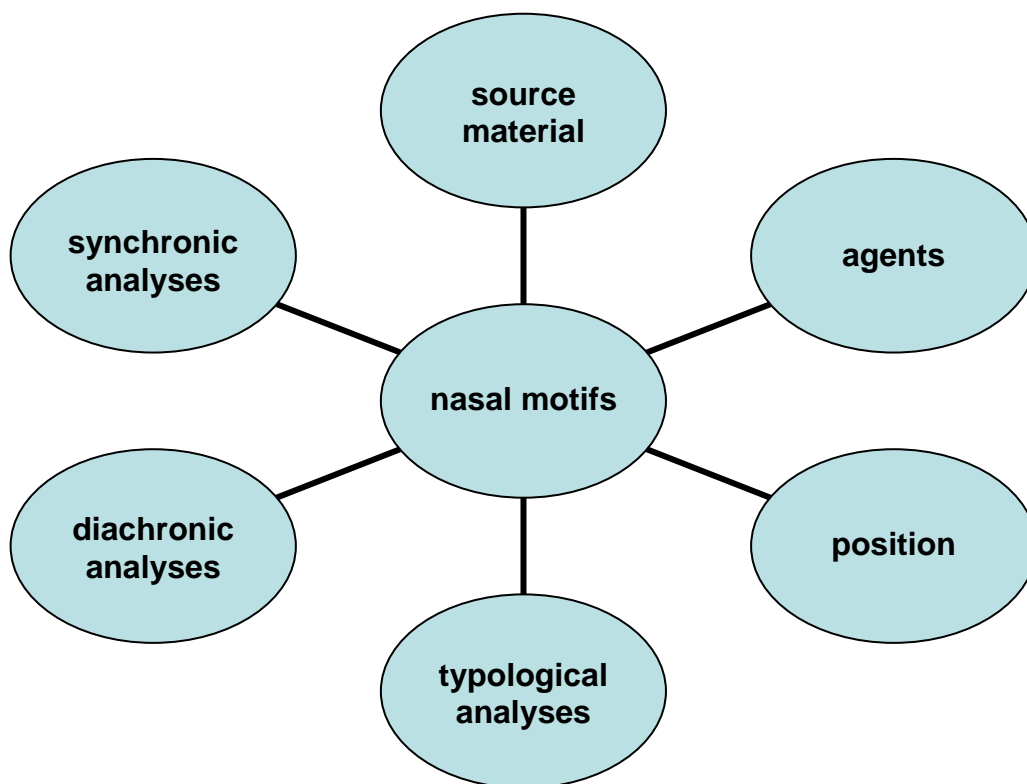 source
material
synchronic
analyses
agents
nasal motifs
diachronic
analyses
position
typological
analyses